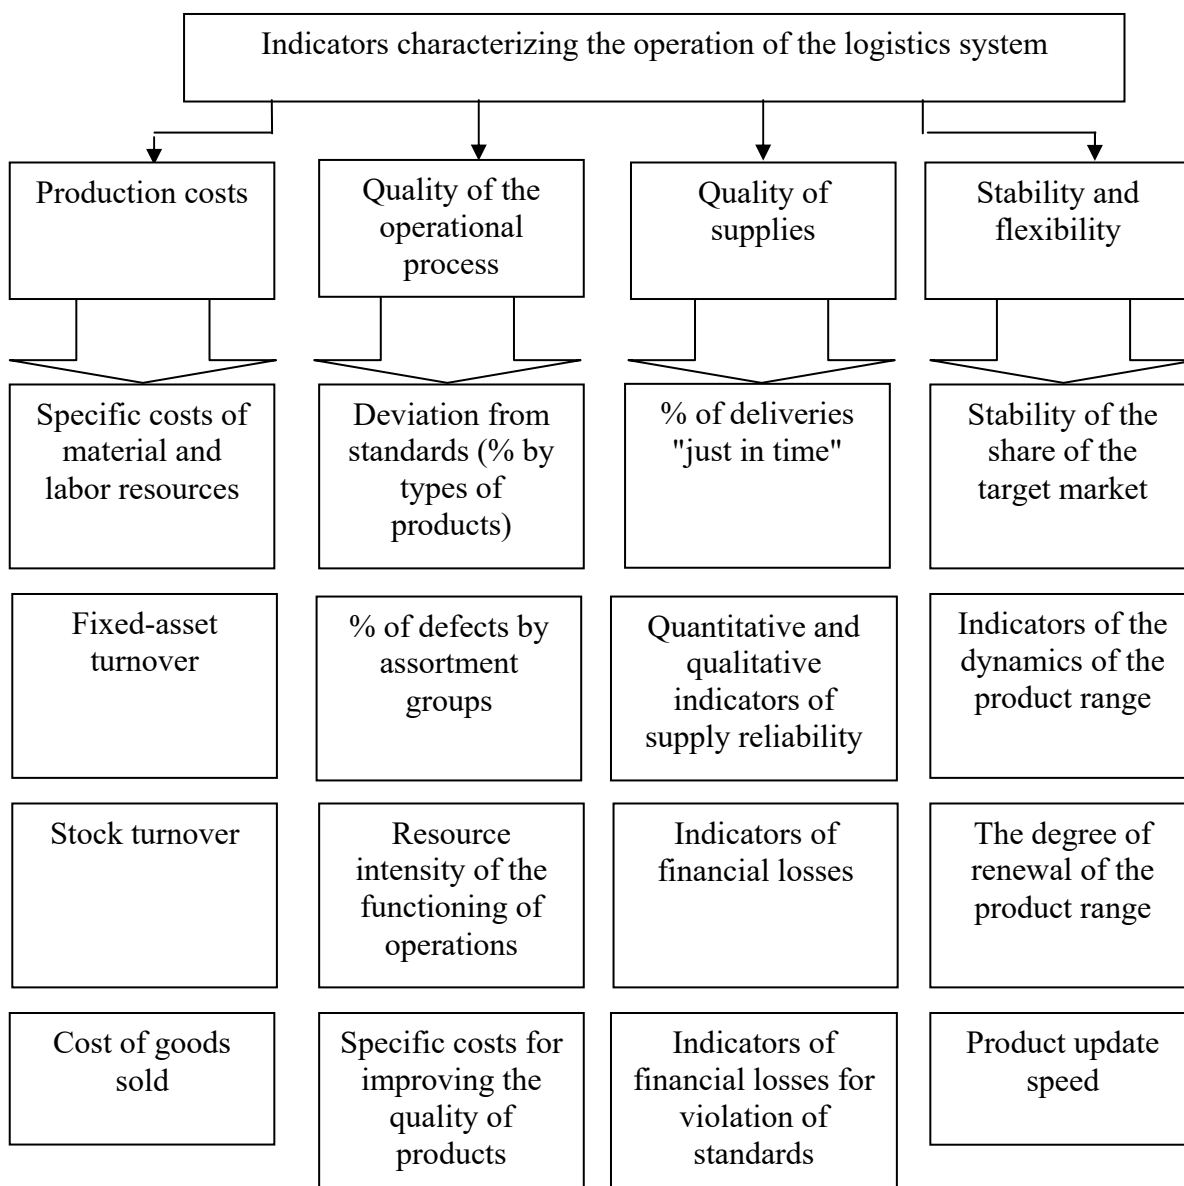 Indicators characterizing the operation of the logistics system
Production costs
Quality of the
operational
process
Quality of
supplies
Stability and
flexibility
Specific costs of
material and
labor resources
Deviation from
standards (% by
types of
products)
% of deliveries
"just in time"
Stability of the
share of the
target market
Fixed-asset
turnover
% of defects by
assortment
groups
Quantitative and
qualitative
indicators of
supply reliability
Indicators of the
dynamics of the
product range
Stock turnover
Resource
intensity of the
functioning of
operations
Indicators of
financial losses
The degree of
renewal of the
product range
Cost of goods
sold
Specific costs for
improving the
quality of
products
Indicators of
financial losses for
violation of
standards
Product update
speed